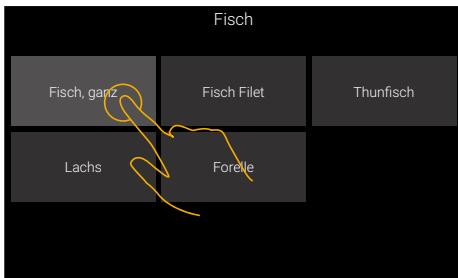 Fisch
Fisch, ganz
Fisch Filet
Thunfisch
Lachs
Forelle